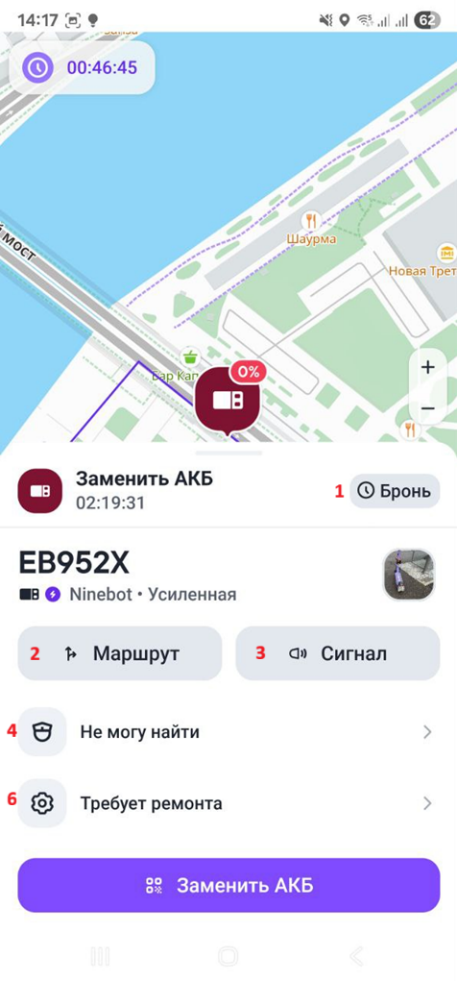 14:17
62
00:46:45
мост
Шаурма
Новая Трет
Бар Кап
0%
Заменить АКБ
02:19:31
1 Бронь
EB952X
Ninebot • Усиленная
2 Маршрут
3 Сигнал
4 Не могу найти
6 Требует ремонта
Заменить АКБ